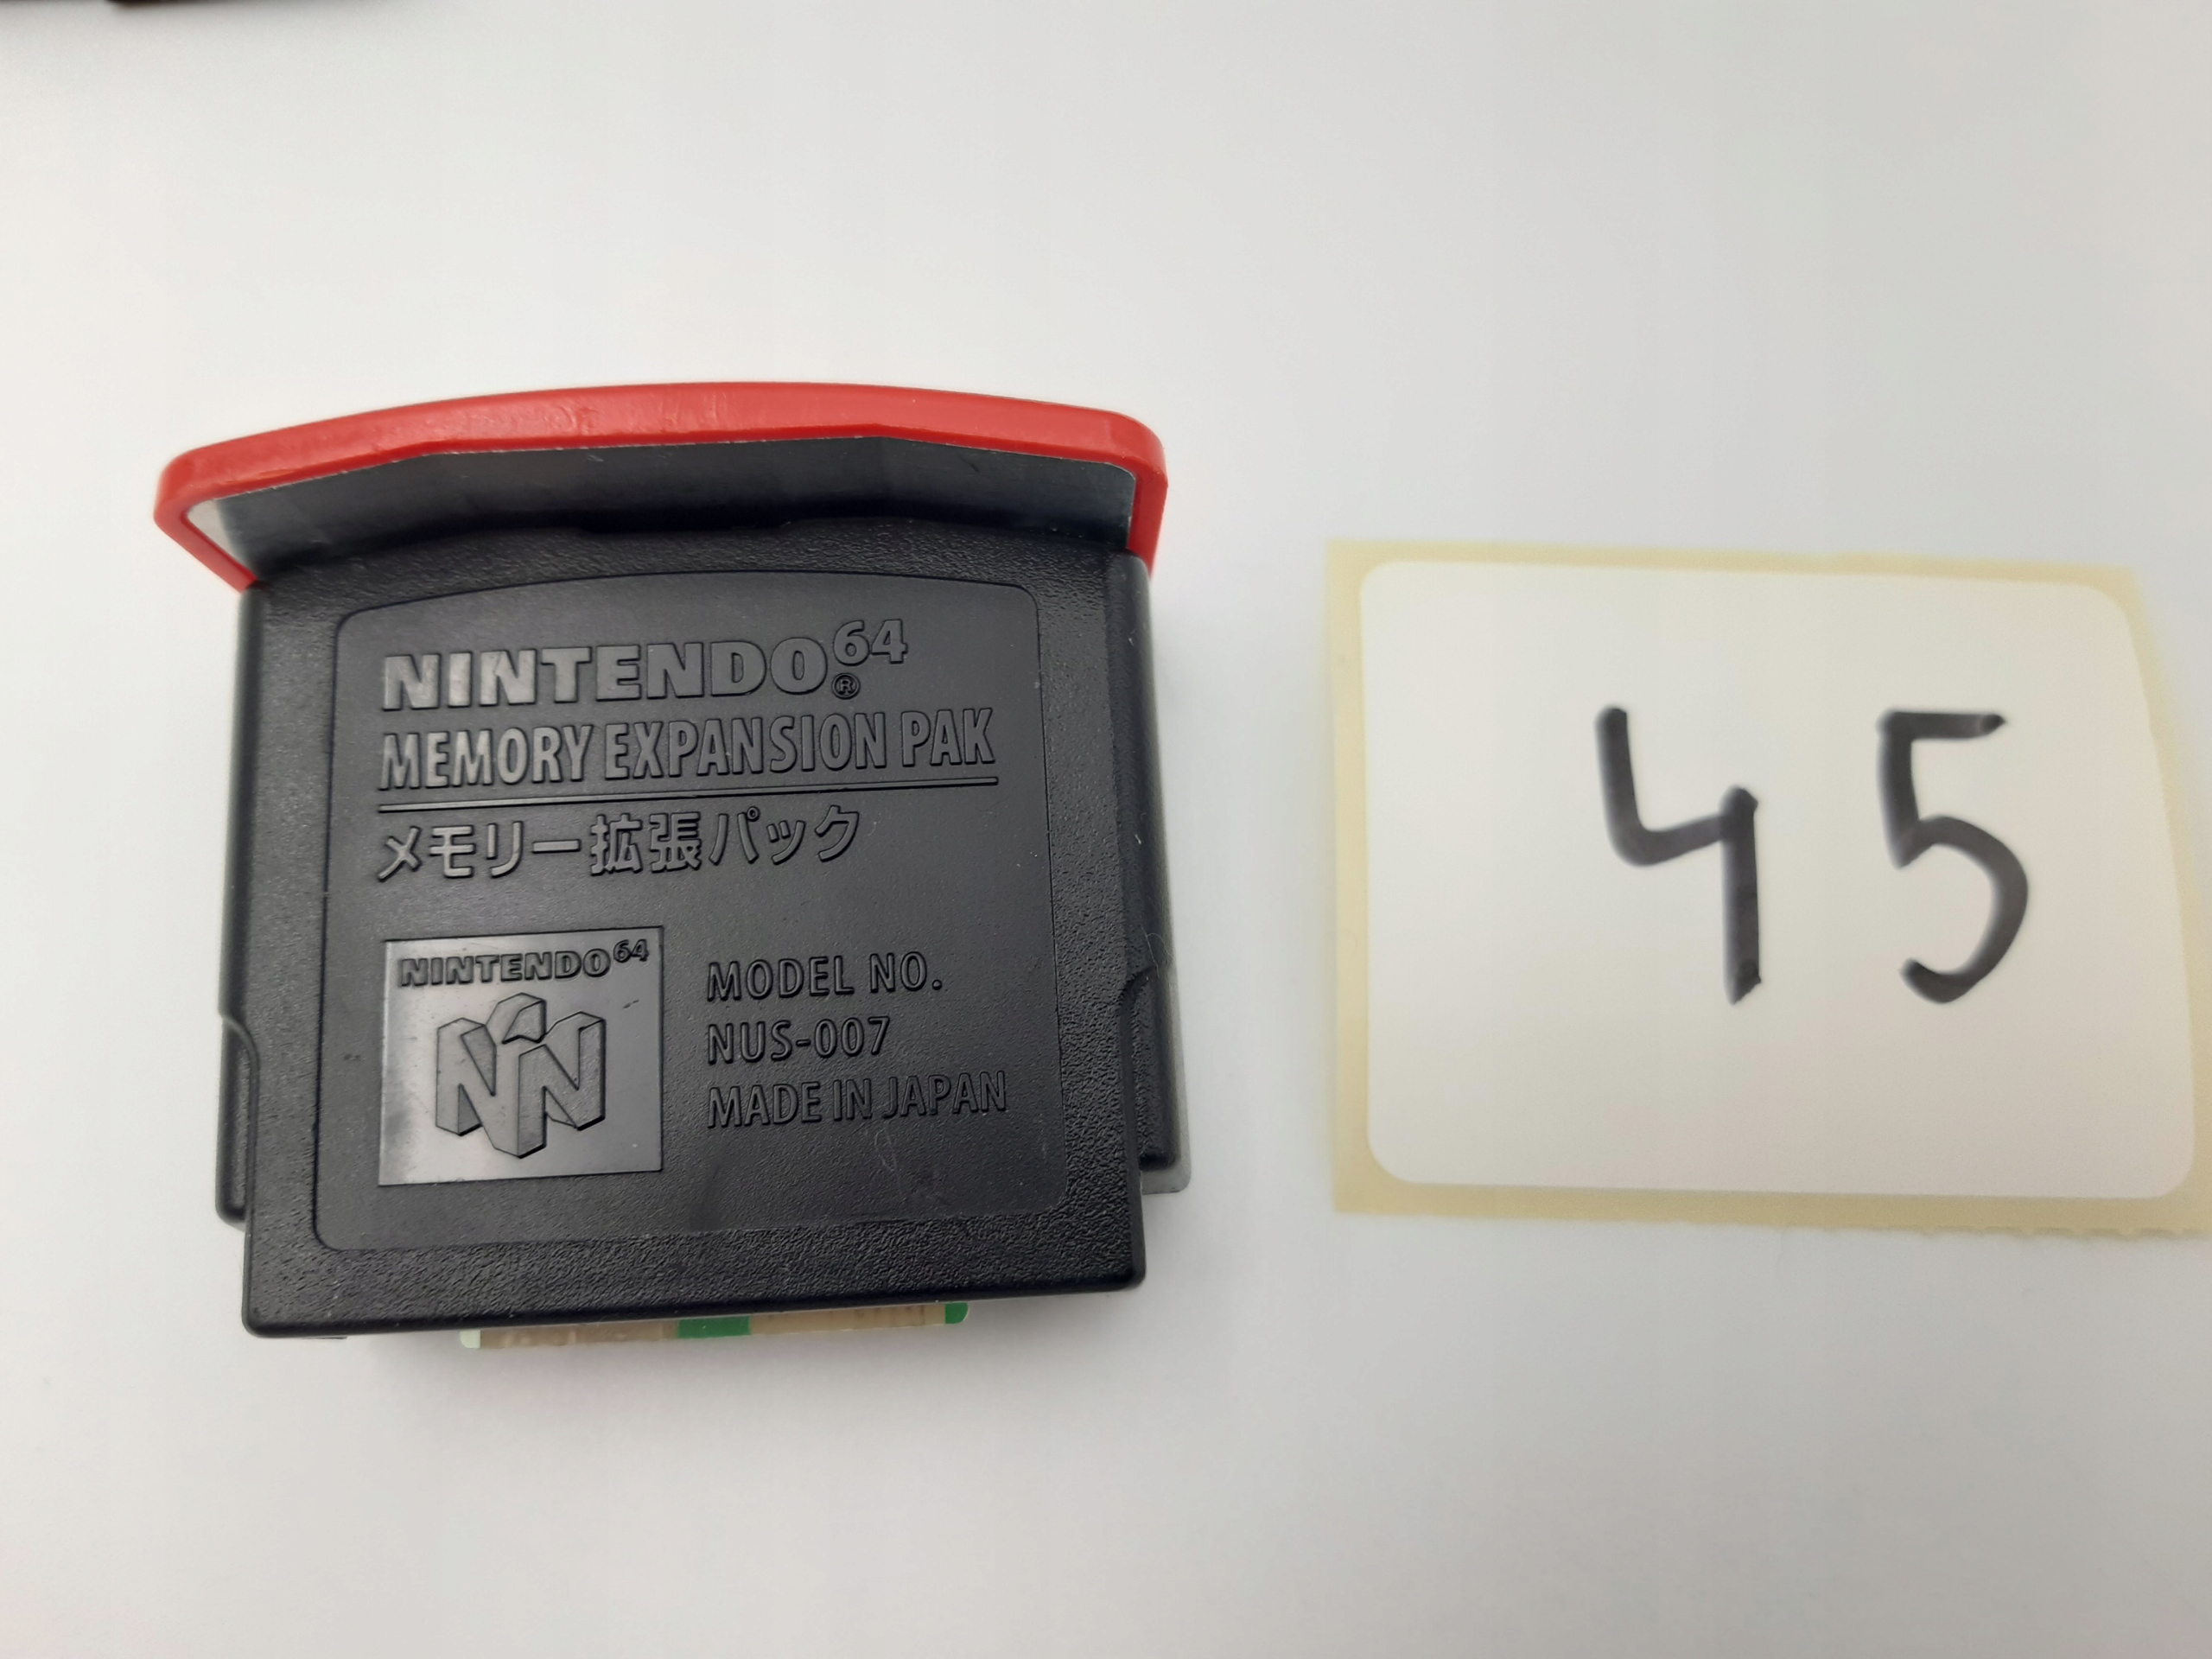 NINTENDO64®
MEMORY EXPANSION PAK
メモリー拡張パック
NINTENDO64
MODEL NO.
NUS-007
MADE IN JAPAN
45